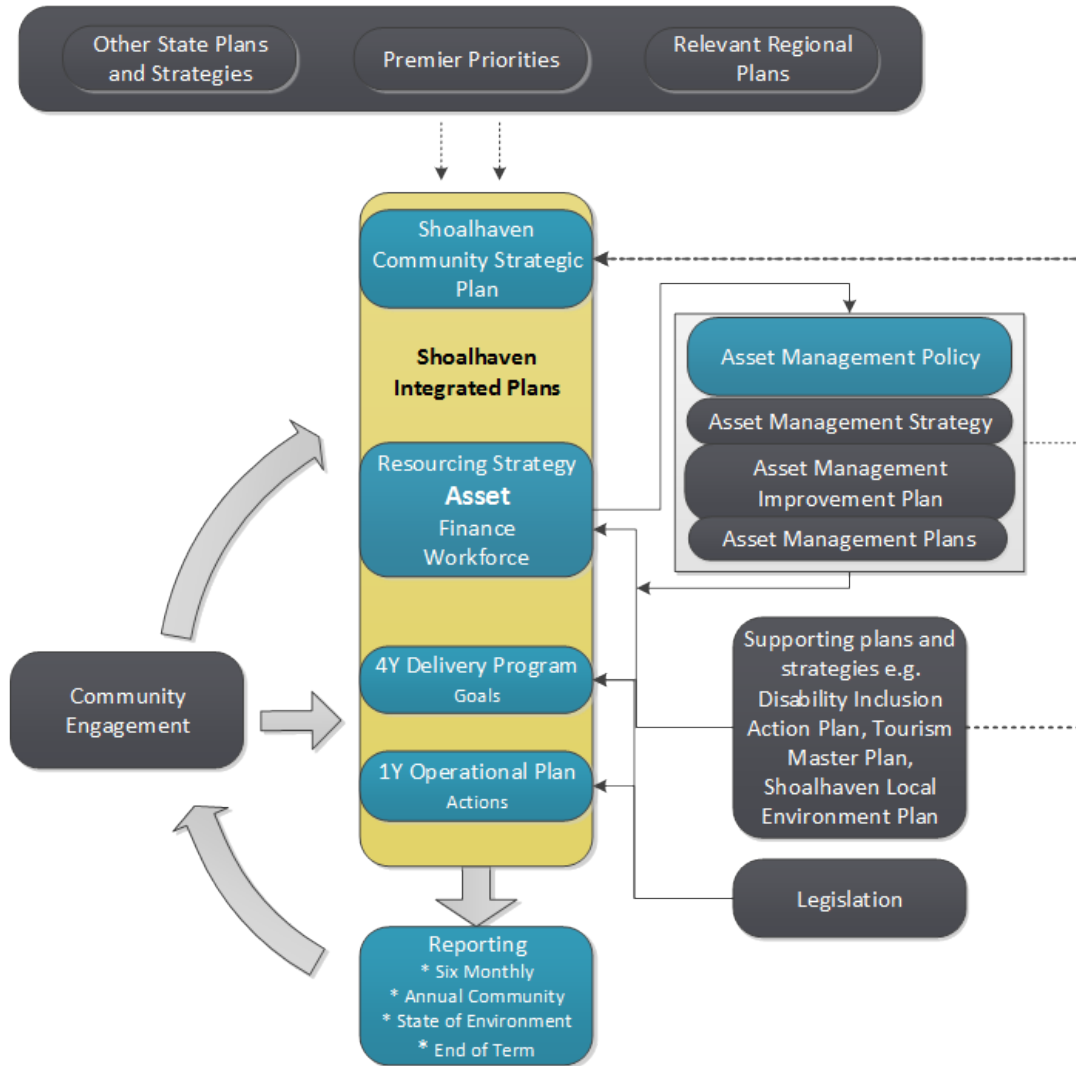 Other State Plans
and Strategies
Premier Priorities
Relevant Regional
Plans
Shoalhaven
Community Strategic
Plan
Shoalhaven
Integrated Plans
Resourcing Strategy
Asset
Finance
Workforce
4Y Delivery Program
Goals
1Y Operational Plan
Actions
Asset Management Policy
Asset Management Strategy
Asset Management
Improvement Plan
Asset Management Plans
Supporting plans and
strategies e.g.
Disability Inclusion
Action Plan, Tourism
Master Plan,
Shoalhaven Local
Environment Plan
Legislation
Community
Engagement
Reporting
* Six Monthly
* Annual Community
* State of Environment
* End of Term